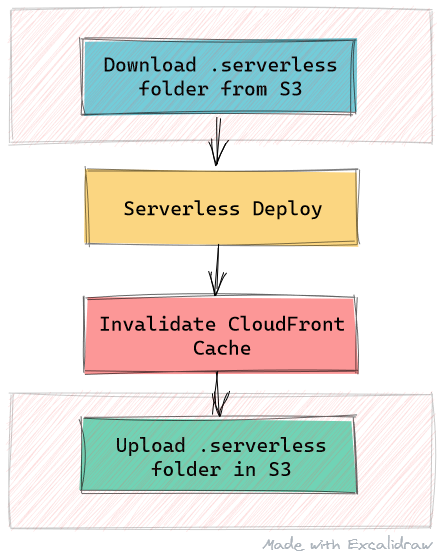 Download .serverless
folder from S3
Serverless Deploy
Invalidate CloudFront
Cache
Upload .serverless
folder in S3
Made with Excalidraw